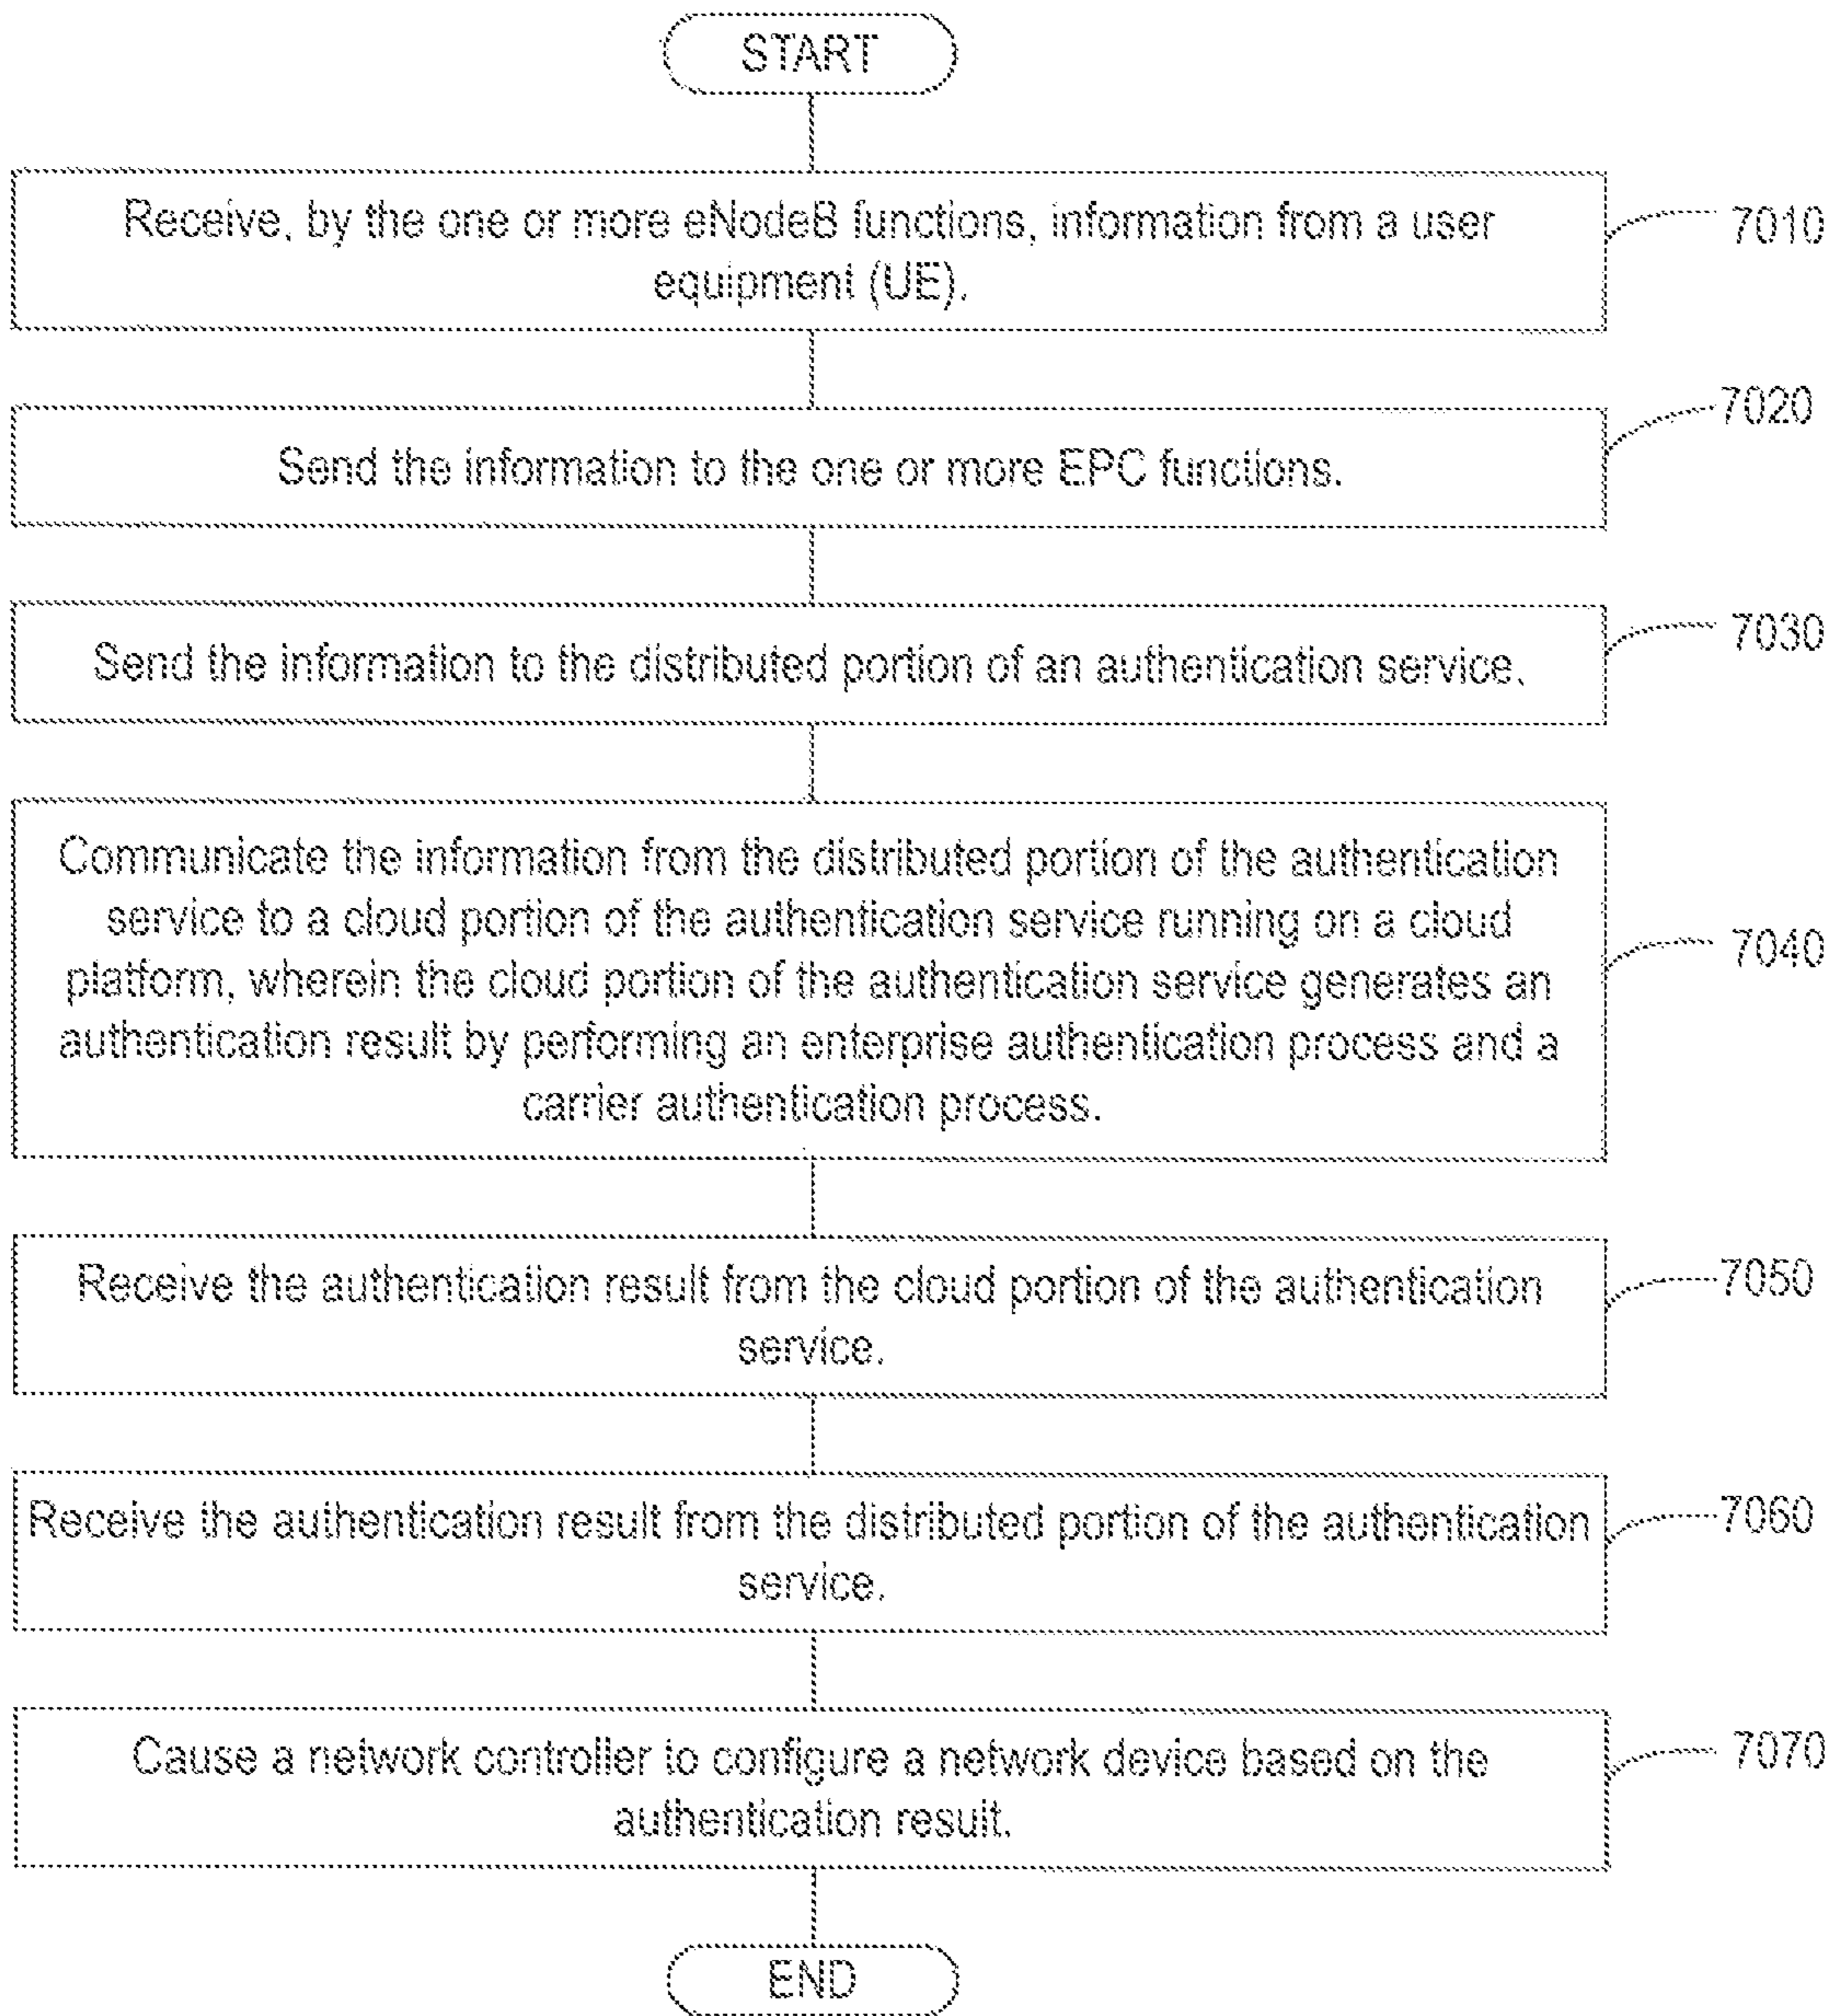 START
Receive, by the one or more eNodeB functions, information from a user
equipment (UE).
7010
Send the information to the one or more EPC functions.
7020
Send the information to the distributed portion of an authentication service.
7030
Communicate the information from the distributed portion of the authentication
service to a cloud portion of the authentication service running on a cloud
platform, wherein the cloud portion of the authentication service generates an
authentication result by performing an enterprise authentication process and a
carrier authentication process.
7040
Receive the authentication result from the cloud portion of the authentication
service.
7050
Receive the authentication result from the distributed portion of the authentication
service.
7060
Cause a network controller to configure a network device based on the
authentication result.
7070
END